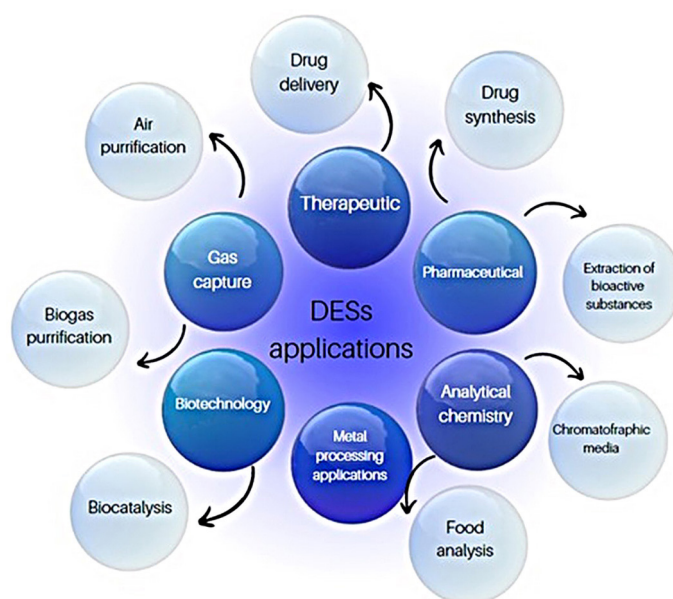 Drug
delivery
Drug
synthesis
Air
purrification
Therapeutic
Gas
capture
Pharmaceutical
Extraction of
bioactive
substances
Biogas
purrification
DESs
applications
Biotechnology
Analytical
chemistry
Metal
processing
applications
Chromatofraphic
media
Biocatalysis
Food
analysis